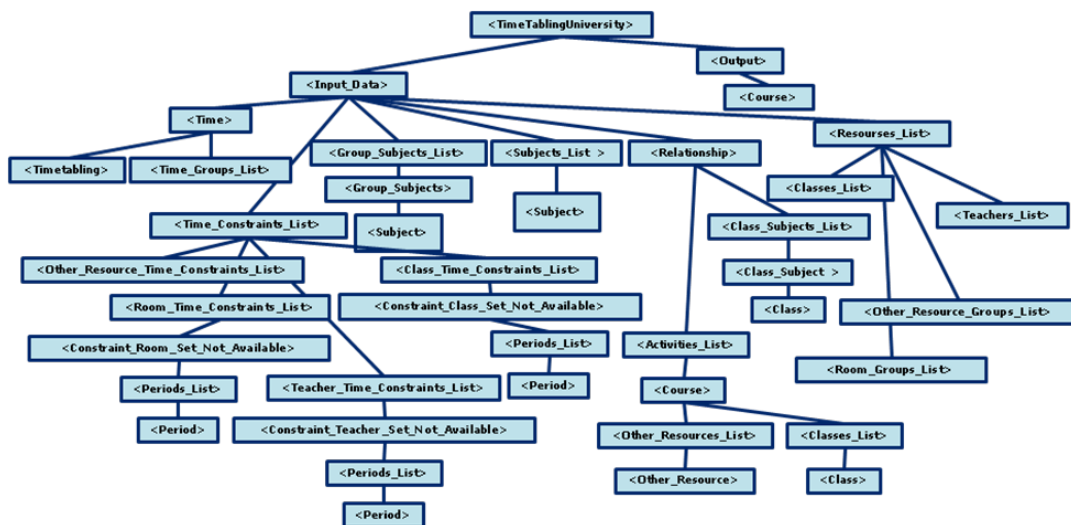 <TimeTablingUniversity>
<Output>
<Input_Data>
<Course>
<Time>
<Resourses_List>
<Timetabling>
<Time_Groups_List>
<Group_Subjects_List>
<Subjects_List >
<Relationship>
<Classes_List>
<Group_Subjects>
<Teachers_List>
<Subject>
<Time_Constraints_List>
<Subject>
<Class_Subjects_List>
<Other_Resource_Time_Constraints_List>
<Class_Time_Constraints_List>
<Class_Subject >
<Room_Time_Constraints_List>
<Constraint_Class_Set_Not_Available>
<Class>
<Other_Resource_Groups_List>
<Constraint_Room_Set_Not_Available>
<Periods_List>
<Activities_List>
<Room_Groups_List>
<Periods_List>
<Teacher_Time_Constraints_List>
<Period>
<Course>
<Period>
<Constraint_Teacher_Set_Not_Available>
<Other_Resources_List>
<Classes_List>
<Periods_List>
<Other_Resource>
<Class>
<Period>